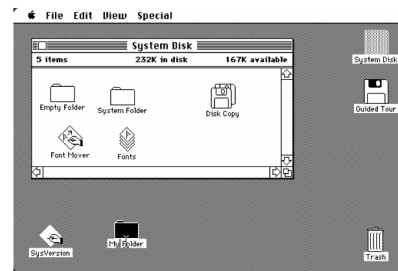 File Edit View Special
System Disk
5 items 232K in disk 167K available
Empty Folder
System Folder
Disk Copy
Font Mover
Fonts
System Disk
Guided Tour
SysVersion
My Folder
Trash